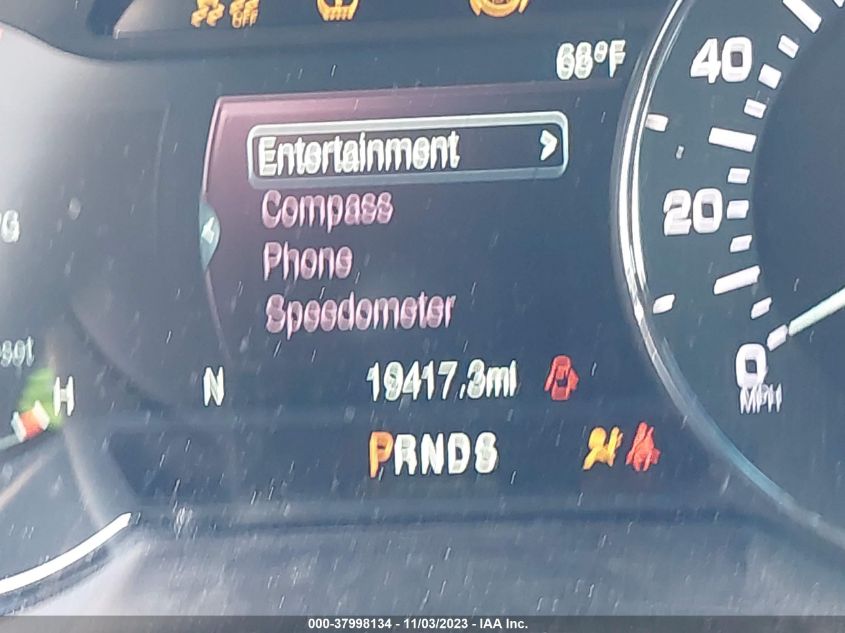 OFF
68°F
40
Entertainment >
Compass
20
Phone
Speedometer
H
N
19417.3mi
0
MPH
PRNDS
000-37998134 - 11/03/2023 - IAA Inc.